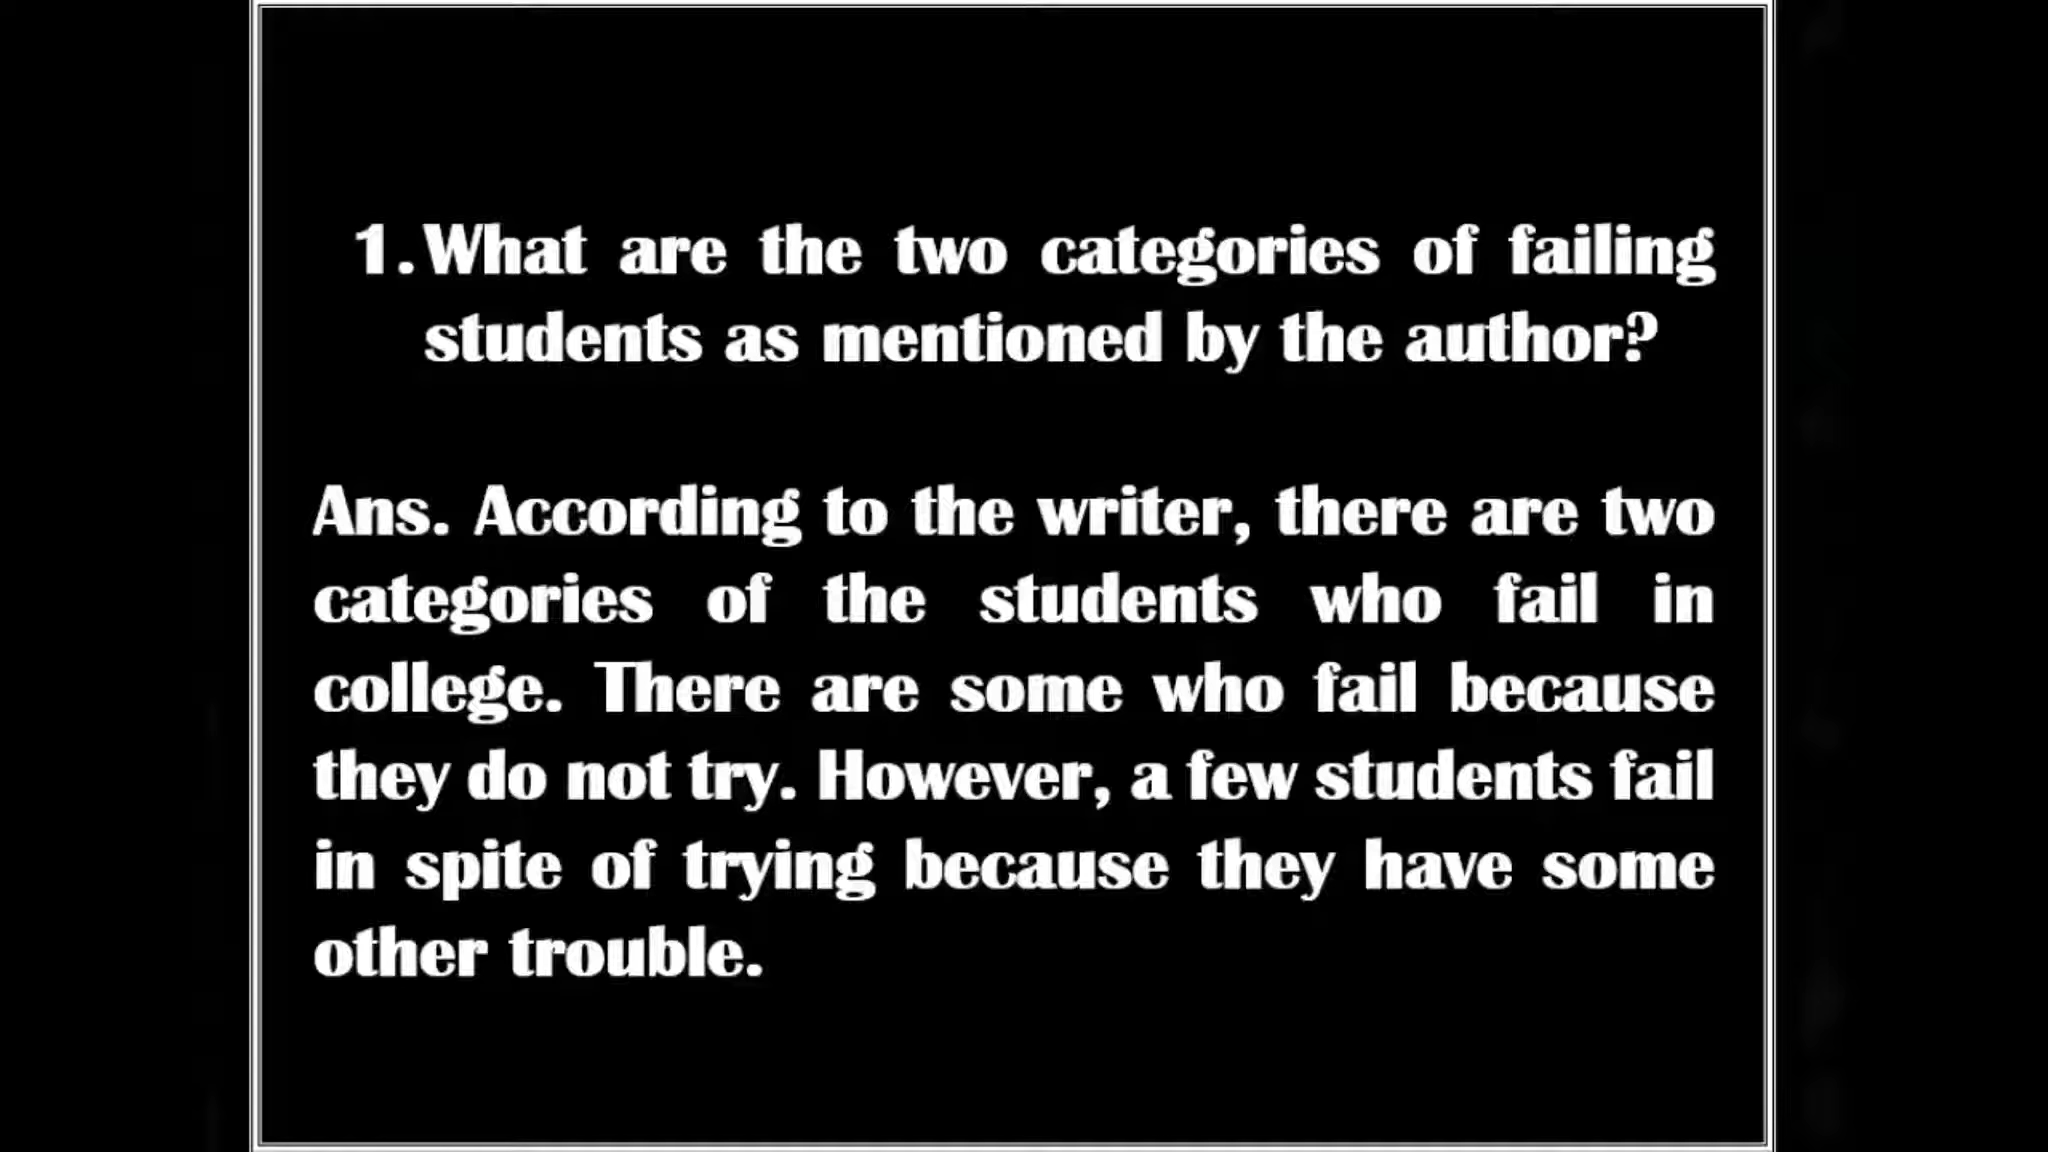 1. What are the two categories of failing
students as mentioned by the author?
Ans. According to the writer, there are two
categories of the students who fail in
college. There are some who fail because
they do not try. However, a few students fail
in spite of trying because they have some
other trouble.